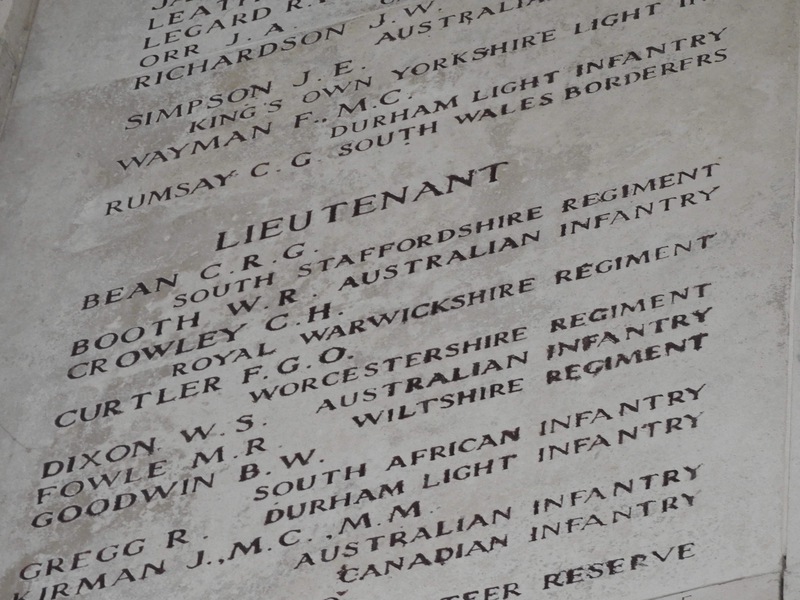 LEGARD R.
ORR J.A.
RICHARDSON J.W.
SIMPSON J.E.
KING'S OWN YORKSHIRE LIGHT
WAYMAN F., M.C.
DURHAM LIGHT INFANTRY
RUMSAY C.G. SOUTH WALES BORDERERS
LIEUTENANT
BEAN C.R.G.
SOUTH STAFFORDSHIRE REGIMENT
BOOTH W.R. AUSTRALIAN INFANTRY
CROWLEY C.H.
ROYAL WARWICKSHIRE REGIMENT
CURTLER F.G.O.
WORCESTERSHIRE REGIMENT
DIXON W.S. AUSTRALIAN INFANTRY
FOWLE M.R. WILTSHIRE REGIMENT
GOODWIN B.W.
SOUTH AFRICAN INFANTRY
GREGG R. DURHAM LIGHT INFANTRY
KIRMAN J.,M.C.,M.M.
AUSTRALIAN INFANTRY
CANADIAN INFANTRY
RESERVE